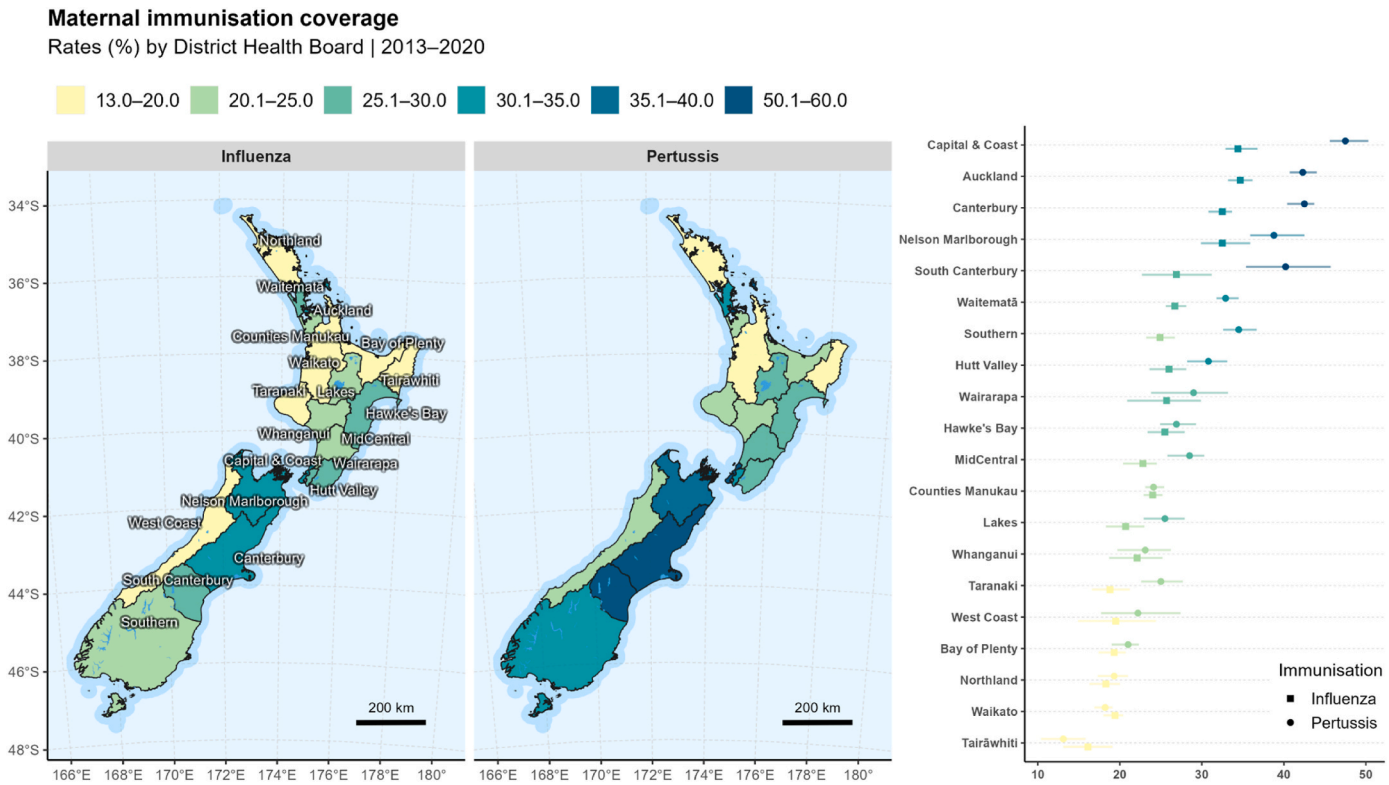 Maternal immunisation coverage
Rates (%) by District Health Board | 2013–2020
13.0–20.0 20.1–25.0 25.1–30.0 30.1–35.0 35.1–40.0 50.1–60.0
Influenza
34°S
36°S
38°S
40°S
42°S
44°S
46°S
48°S
Northland
Waitematā
Auckland
Counties Manukau
Bay of Plenty
Waikato
Tairāwhiti
Taranaki
Lakes
Hawke's Bay
Whanganui
MidCentral
Capital & Coast
Wairarapa
Hutt Valley
Nelson Marlborough
West Coast
Canterbury
South Canterbury
Southern
200 km
166°E 168°E 170°E 172°E 174°E 176°E 178°E 180°
Pertussis
200 km
166°E 168°E 170°E 172°E 174°E 176°E 178°E 180°
Capital & Coast
Auckland
Canterbury
Nelson Marlborough
South Canterbury
Waitematā
Southern
Hutt Valley
Wairarapa
Hawke's Bay
MidCentral
Counties Manukau
Lakes
Whanganui
Taranaki
West Coast
Bay of Plenty
Northland
Waikato
Tairāwhiti
Immunisation
Influenza
Pertussis
10 20 30 40 50